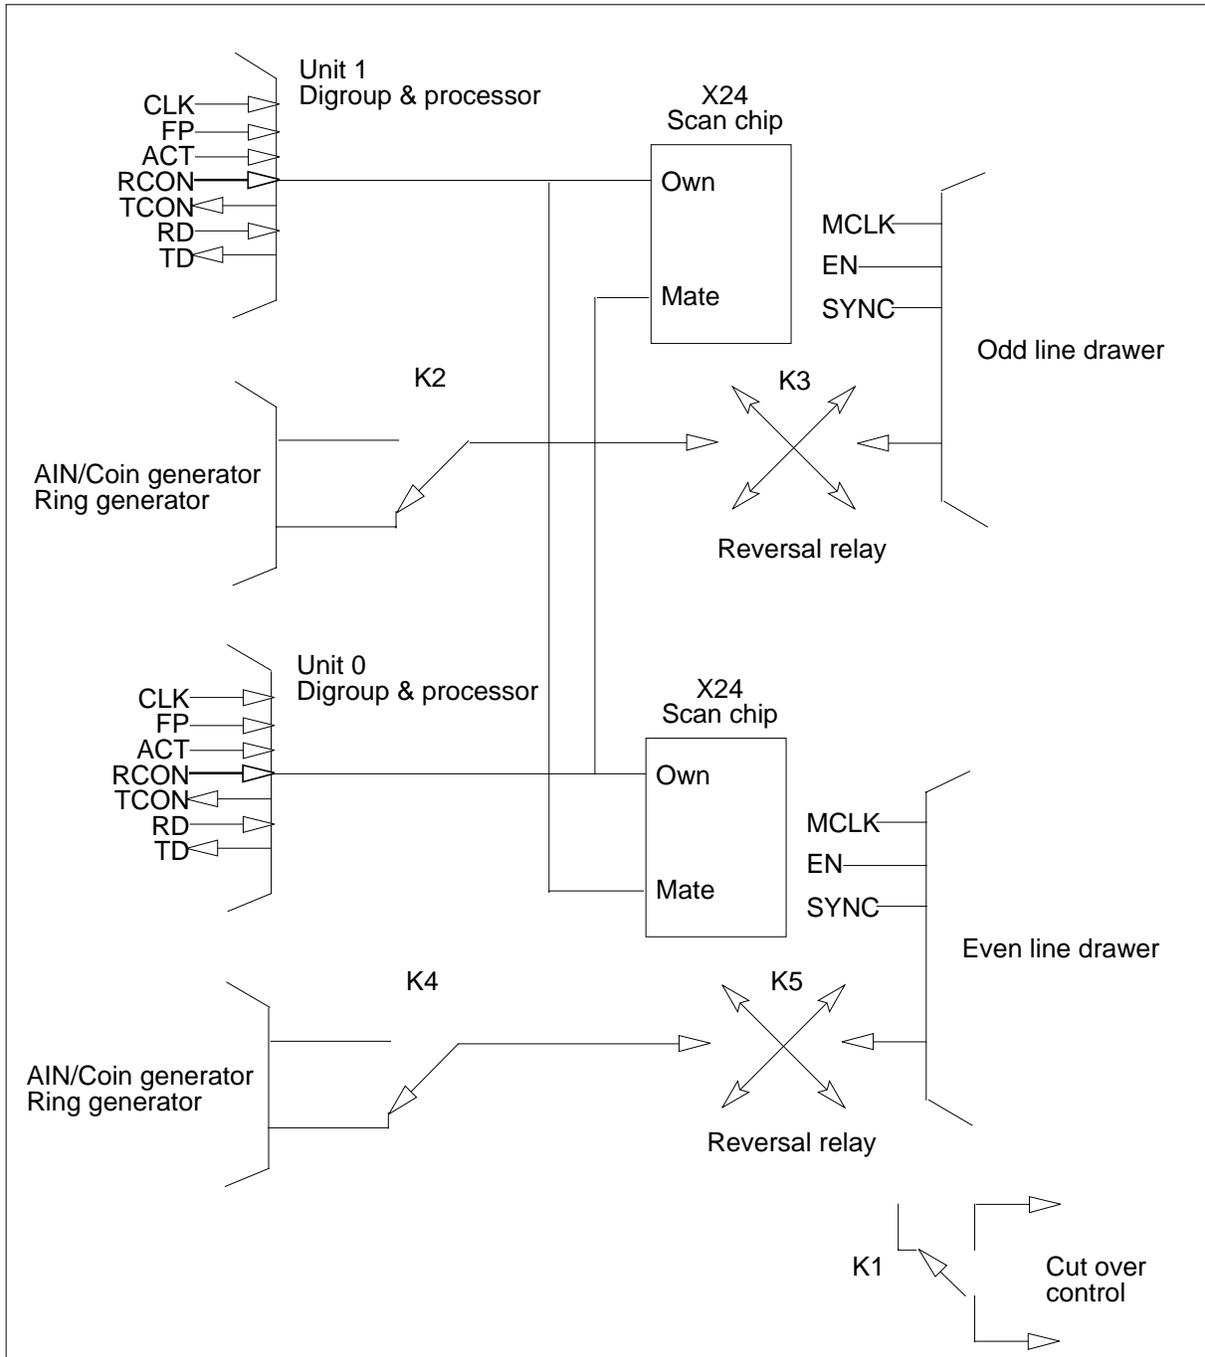 Unit 1
Digroup & processor
X24
Scan chip
CLK
FP
ACT
RCON
TCON
RD
TD
Own
Mate
MCLK
EN
SYNC
Odd line drawer
K2
K3
AIN/Coin generator
Ring generator
Reversal relay
Unit 0
Digroup & processor
X24
Scan chip
CLK
FP
ACT
RCON
TCON
RD
TD
Own
Mate
MCLK
EN
SYNC
Even line drawer
K4
K5
AIN/Coin generator
Ring generator
Reversal relay
K1
Cut over
control